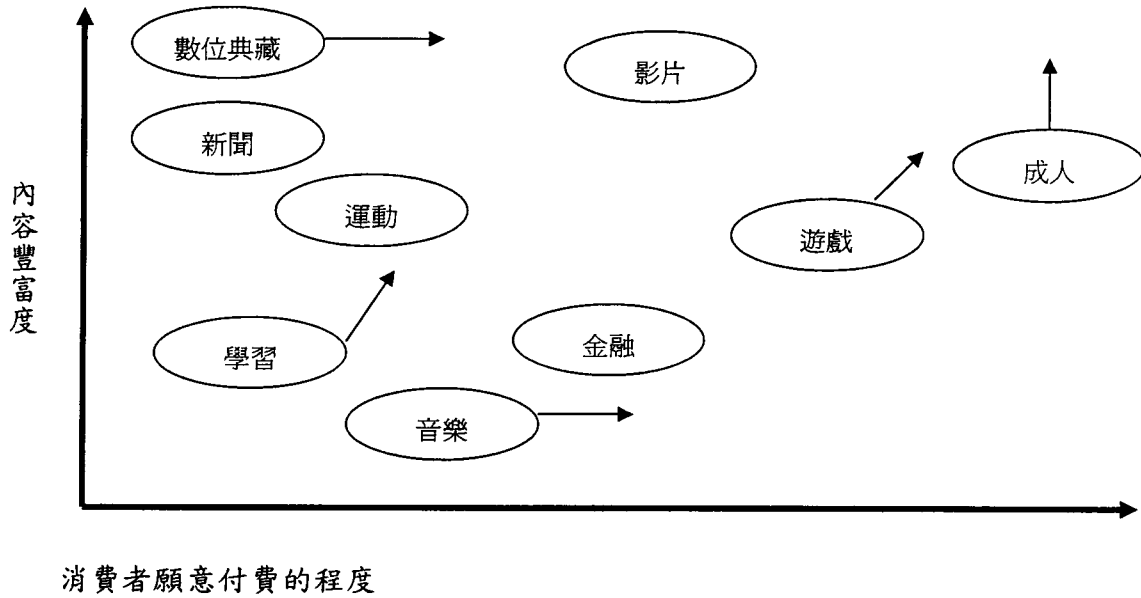 數位典藏
影片
新聞
成人
運動
遊戲
內容豐富度
金融
學習
音樂
消費者願意付費的程度